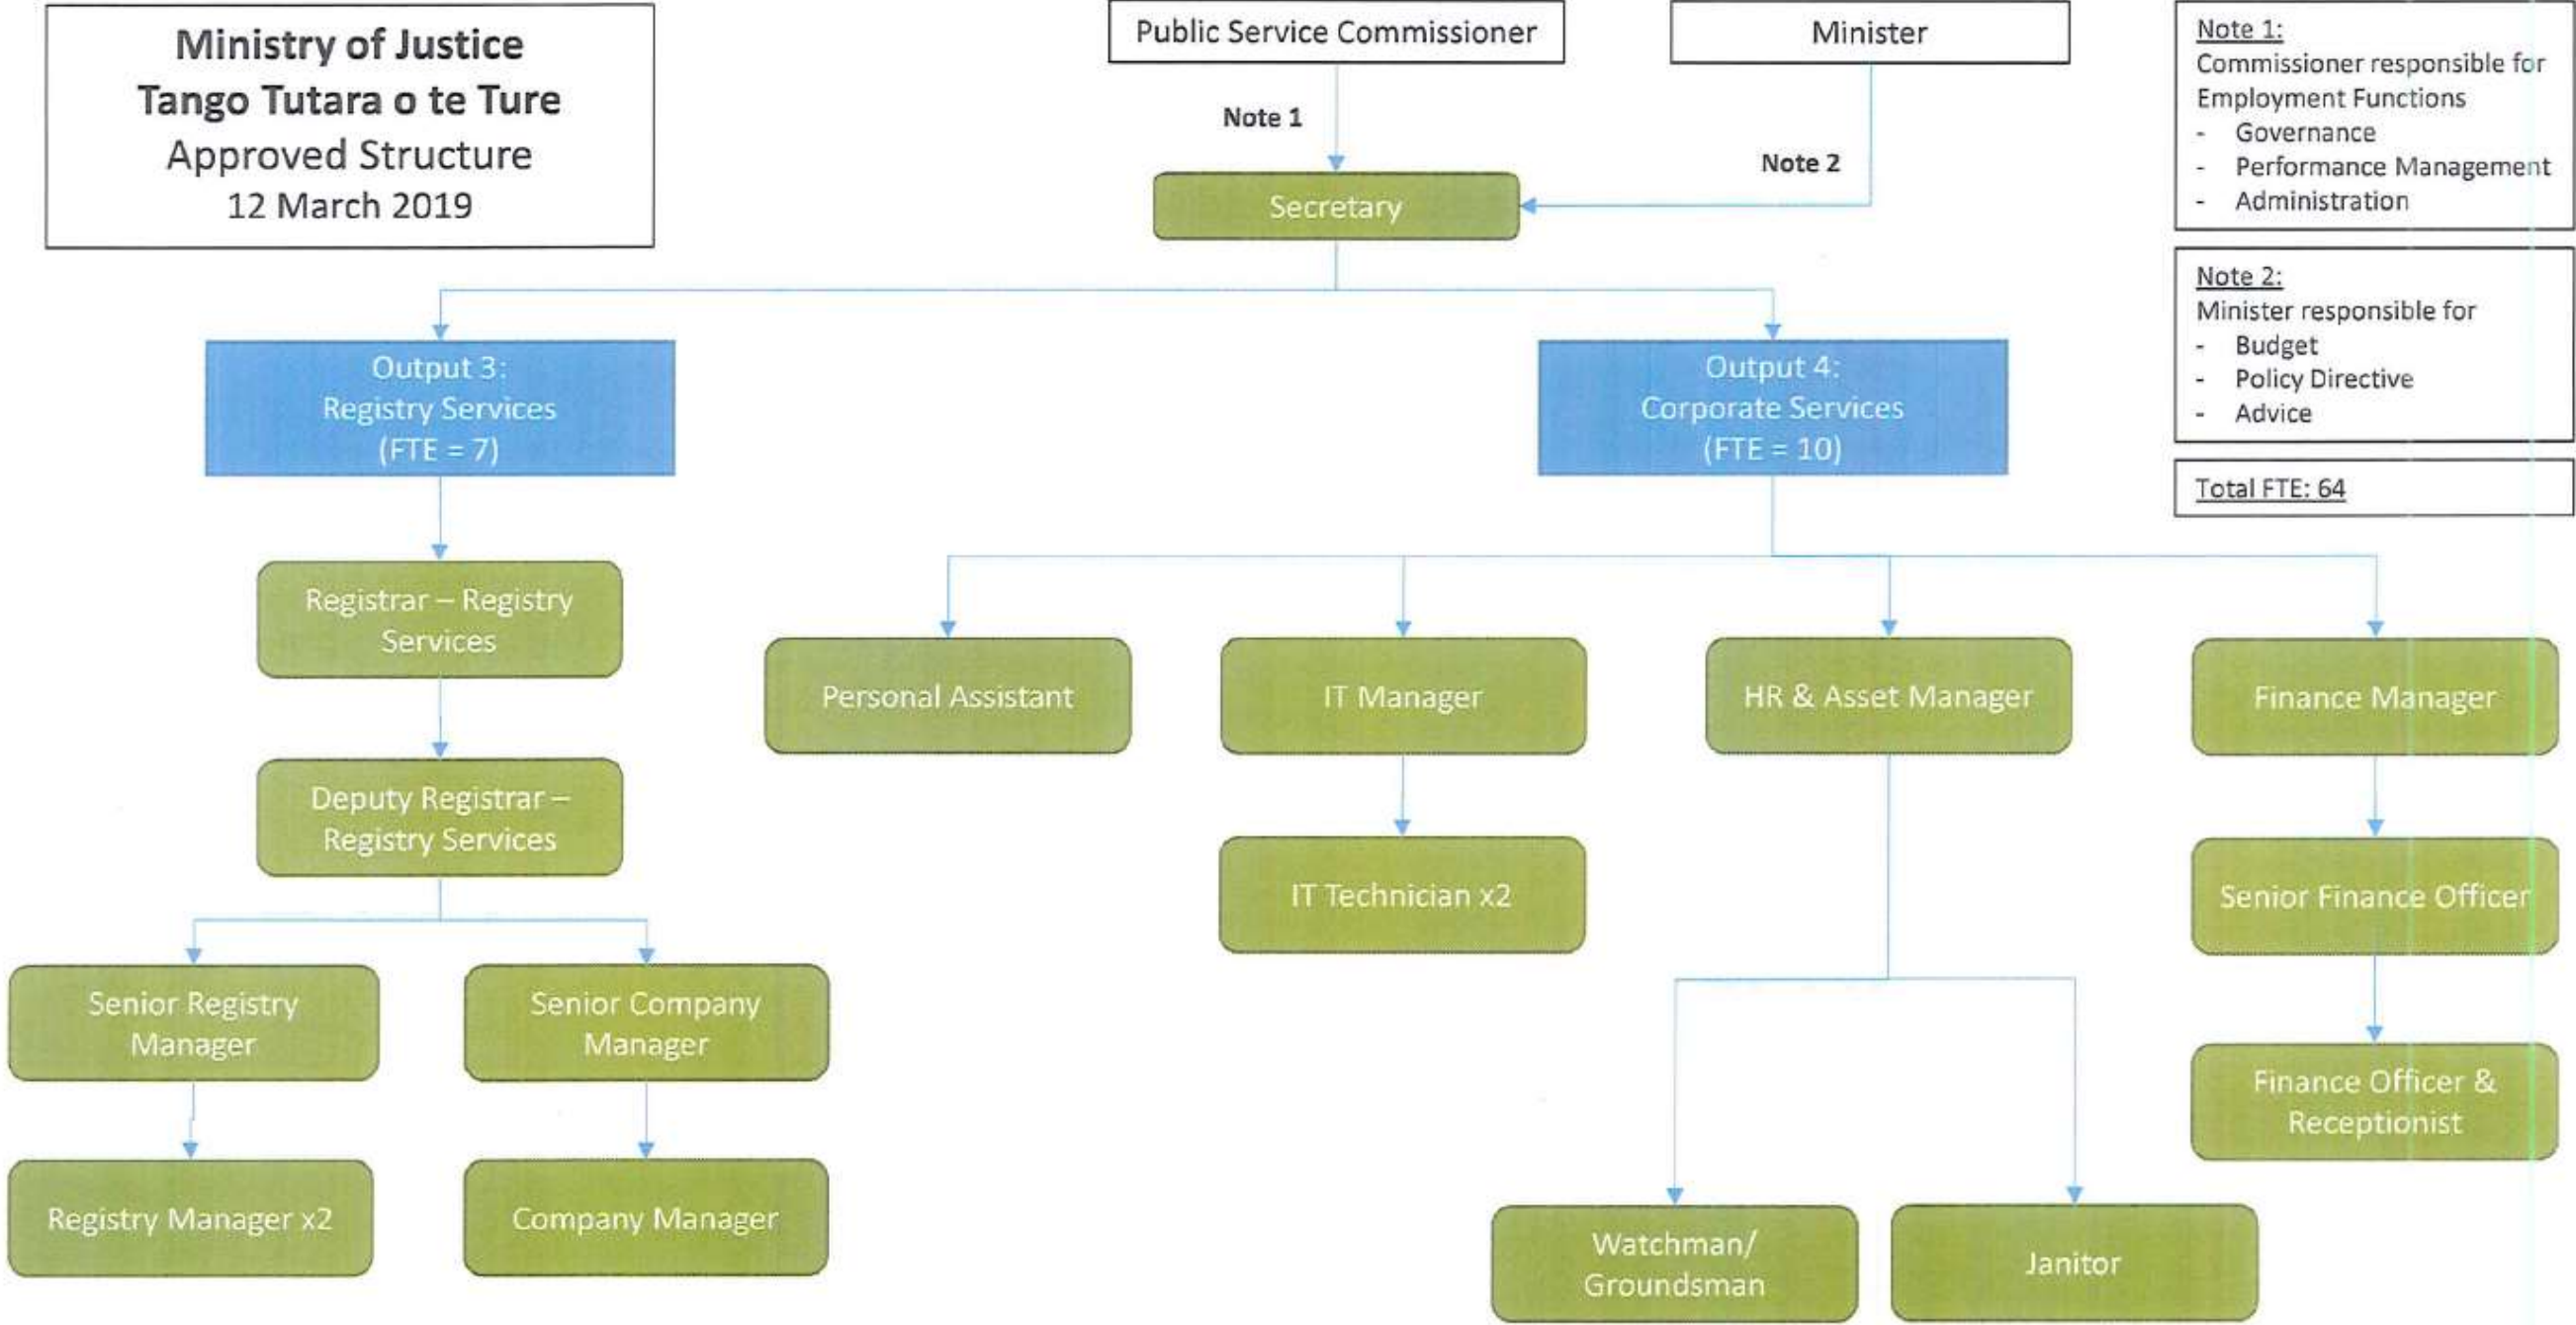 Ministry of Justice
Tango Tutara o te Ture
Approved Structure
12 March 2019
Public Service Commissioner
Minister
Note 1
Note 2
Secretary
Note 1:
Commissioner responsible for
Employment Functions
- Governance
- Performance Management
- Administration
Note 2:
Minister responsible for
- Budget
- Policy Directive
- Advice
Total FTE: 64
Output 3:
Registry Services
(FTE = 7)
Output 4:
Corporate Services
(FTE = 10)
Registrar – Registry
Services
Deputy Registrar –
Registry Services
Senior Registry
Manager
Senior Company
Manager
Registry Manager x2
Company Manager
Personal Assistant
IT Manager
HR & Asset Manager
Finance Manager
IT Technician x2
Senior Finance Officer
Finance Officer &
Receptionist
Watchman/
Groundsman
Janitor